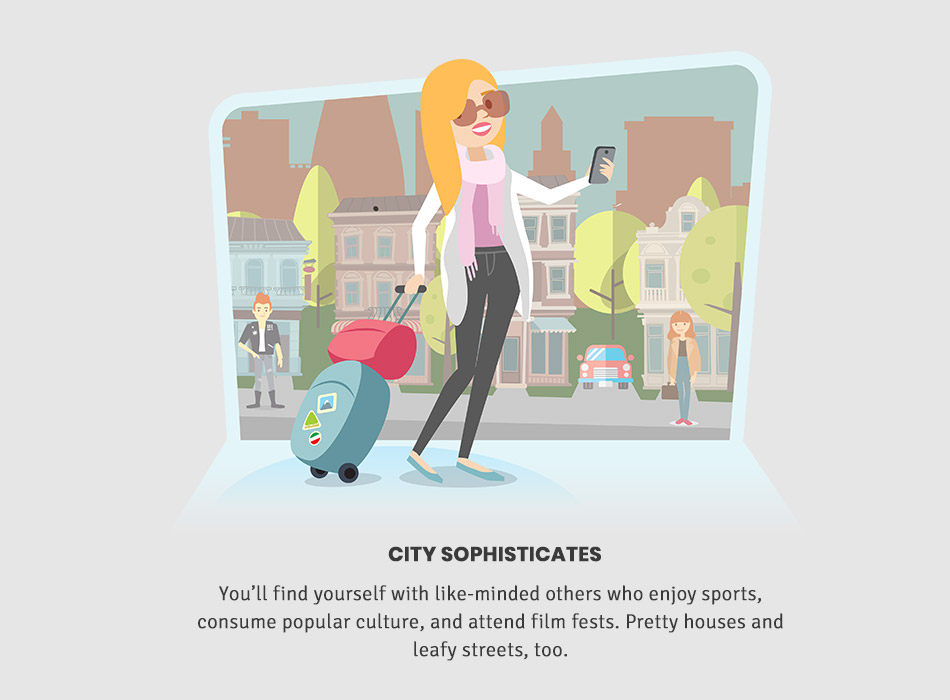 CITY SOPHISTICATES
You’ll find yourself with like-minded others who enjoy sports,
consume popular culture, and attend film fests. Pretty houses and
leafy streets, too.